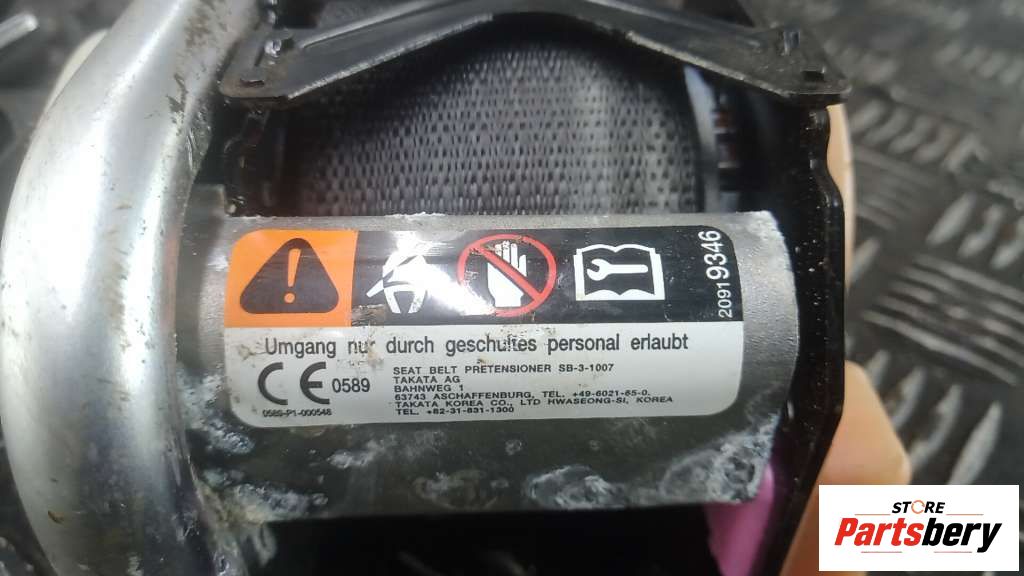 20919346
Umgang nur durch geschultes personal erlaubt
CE 0589
0589-P1-000548
SEAT BELT PRETENSIONER SB-3-1007
TAKATA AG
BAHNWEG 1
63743 ASCHAFFENBURG, TEL. +49-6021-65-0.
TAKATA KOREA CO., LTD HWASEONG-SI, KOREA
TEL. +82-31-831-1300
STORE
Partsbery